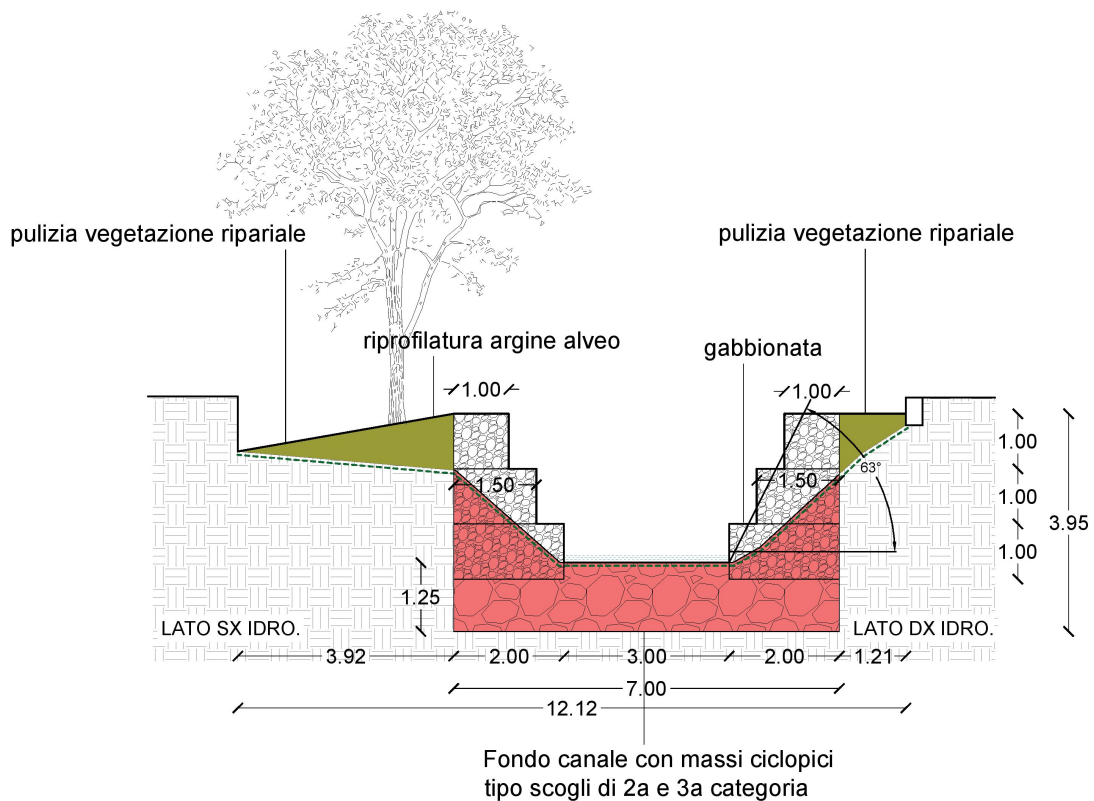 pulizia vegetazione ripariale
pulizia vegetazione ripariale
riprofilatura argine alveo
gabbionata
1.00
1.00
1.00
63°
1.50
1.50
1.00
3.95
1.00
1.25
LATO SX IDRO.
LATO DX IDRO.
3.92
2.00
3.00
2.00
1.21
7.00
12.12
Fondo canale con massi ciclopici
tipo scogli di 2a e 3a categoria